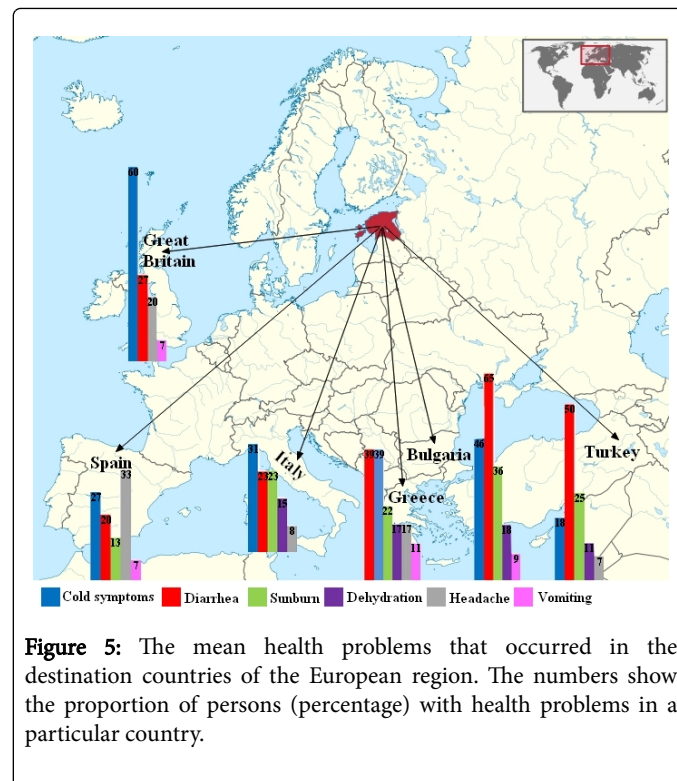 60
Great
Britain
27
20
7
Spain
27
20
13
33
7
Italy
31
23
23
15
8
Greece
39
39
22
17
17
11
Bulgaria
46
65
36
18
9
Turkey
18
50
25
11
7
Cold symptoms Diarrhea Sunburn Dehydration Headache Vomiting
Figure 5: The mean health problems that occurred in the
destination countries of the European region. The numbers show
the proportion of persons (percentage) with health problems in a
particular country.